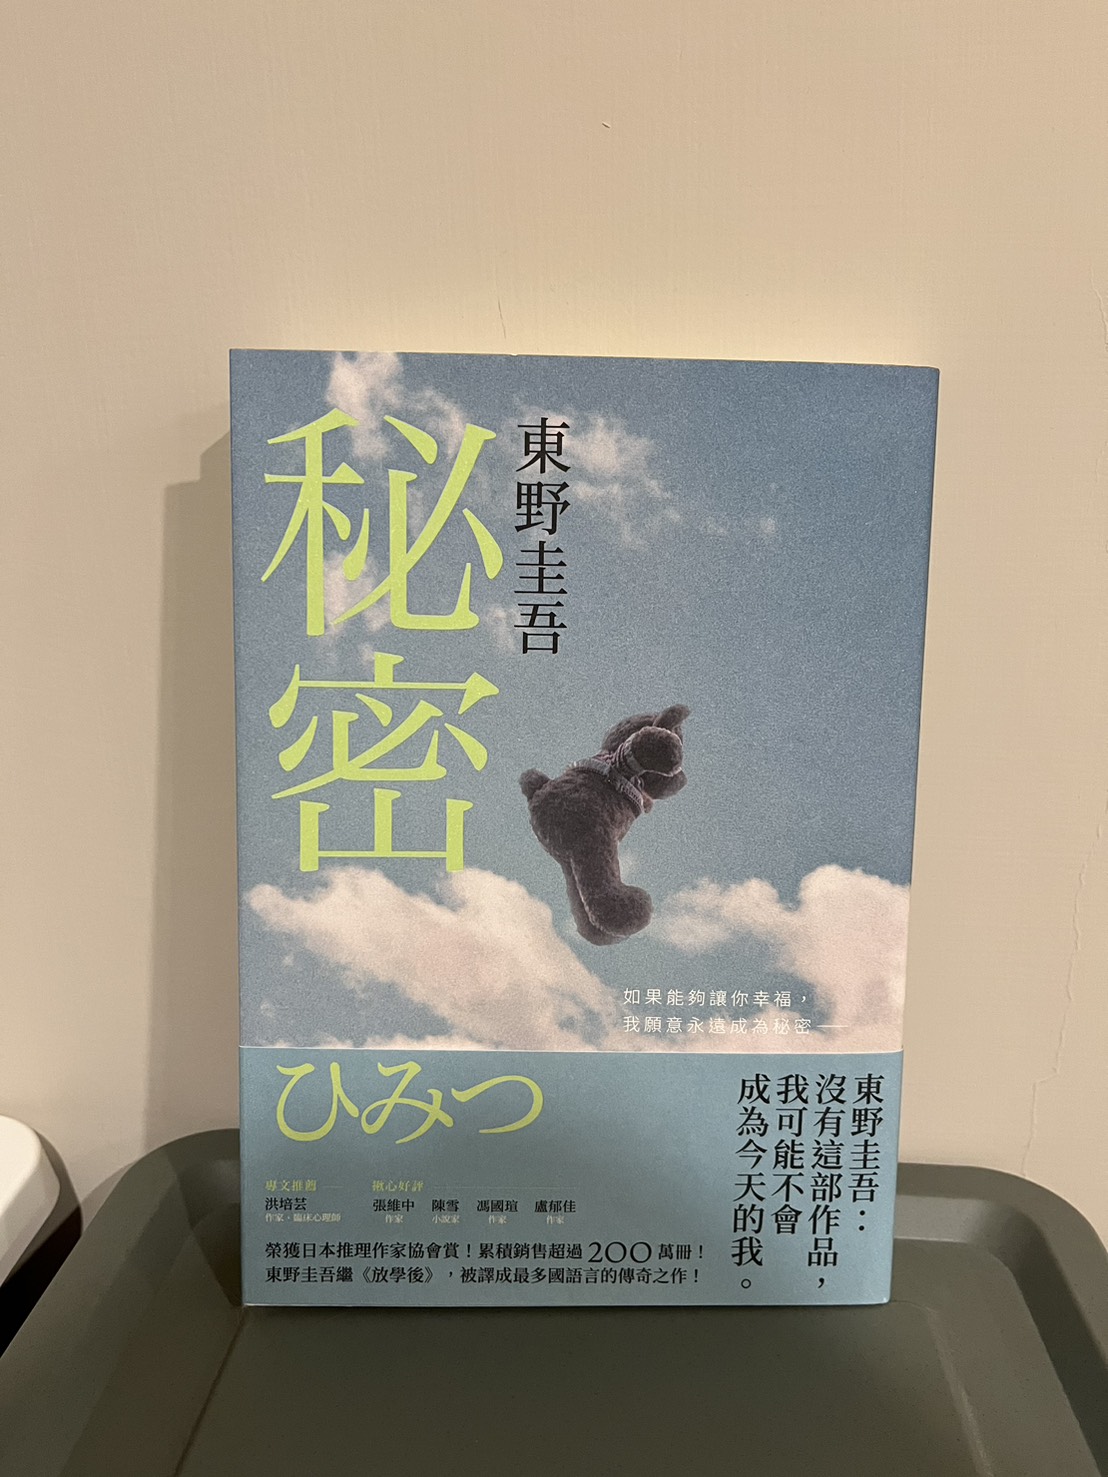 秘密
東野圭吾
如果能夠讓你幸福，
我願意永遠成為秘密——
ひみつ
東野圭吾：
沒有這部作品，
我可能不會
成為今天的我。
專文推薦
洪培芸
作家・臨床心理師
揪心好評
張維中
作家
陳雪
小說家
馮國瑄
作家
盧郁佳
作家
榮獲日本推理作家協會賞！累積銷售超過200萬冊！
東野圭吾繼《放學後》，被譯成最多國語言的傳奇之作！